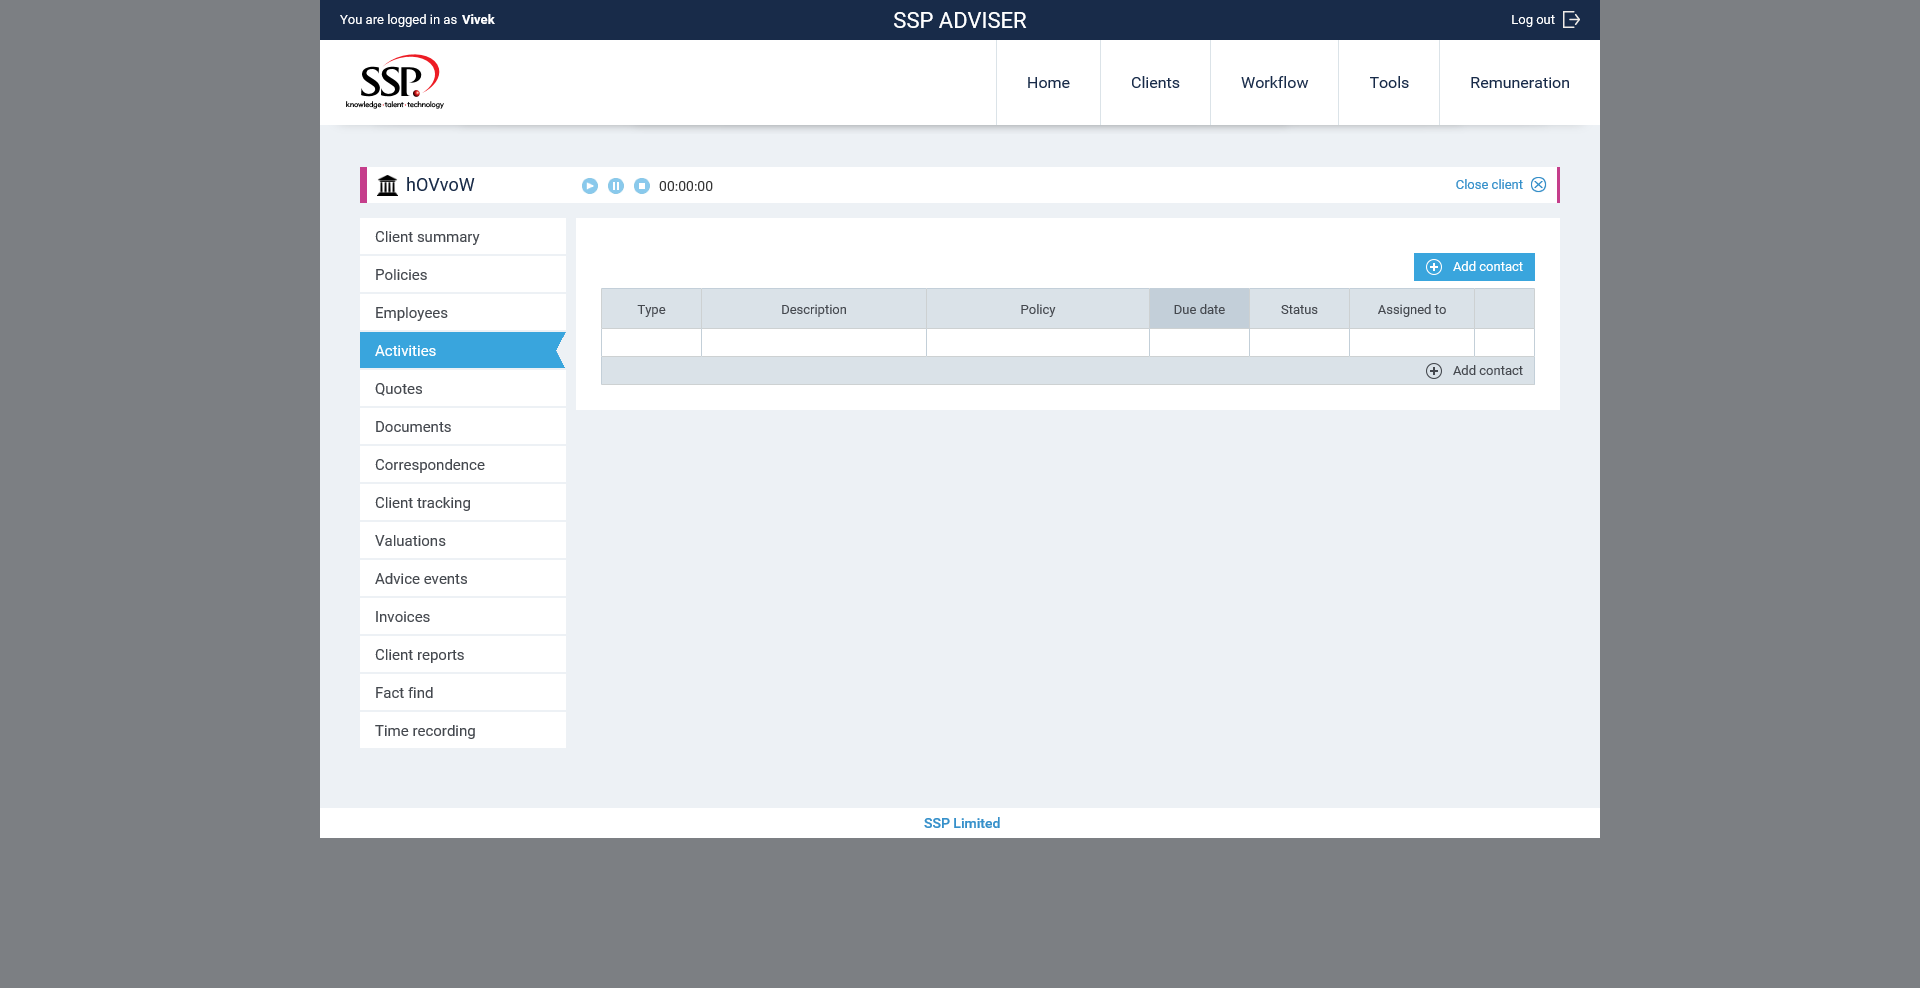 You are logged in as Vivek
SSP ADVISER
Log out
SSP.
knowledge·talent·technology
Home
Clients
Workflow
Tools
Remuneration
hOVvoW
00:00:00
Close client
Client summary
Policies
Employees
Activities
Quotes
Documents
Correspondence
Client tracking
Valuations
Advice events
Invoices
Client reports
Fact find
Time recording
Add contact
Type Description Policy Due date Status Assigned to
Add contact
SSP Limited